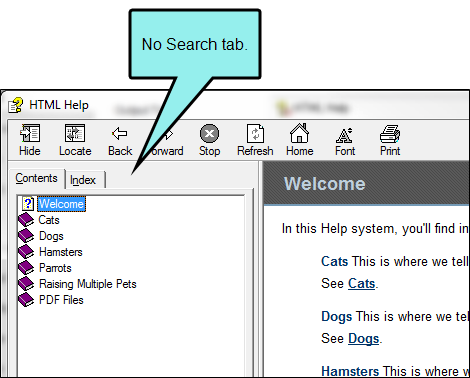 No Search tab.
HTML Help
Hide Locate Back Forward Stop Refresh Home Font Print
Contents Index
Welcome
Cats
Dogs
Hamsters
Parrots
Raising Multiple Pets
PDF Files
Welcome
In this Help system, you'll find in
Cats This is where we tell
See Cats.
Dogs This is where we tel
See Dogs.
Hamsters This is where w